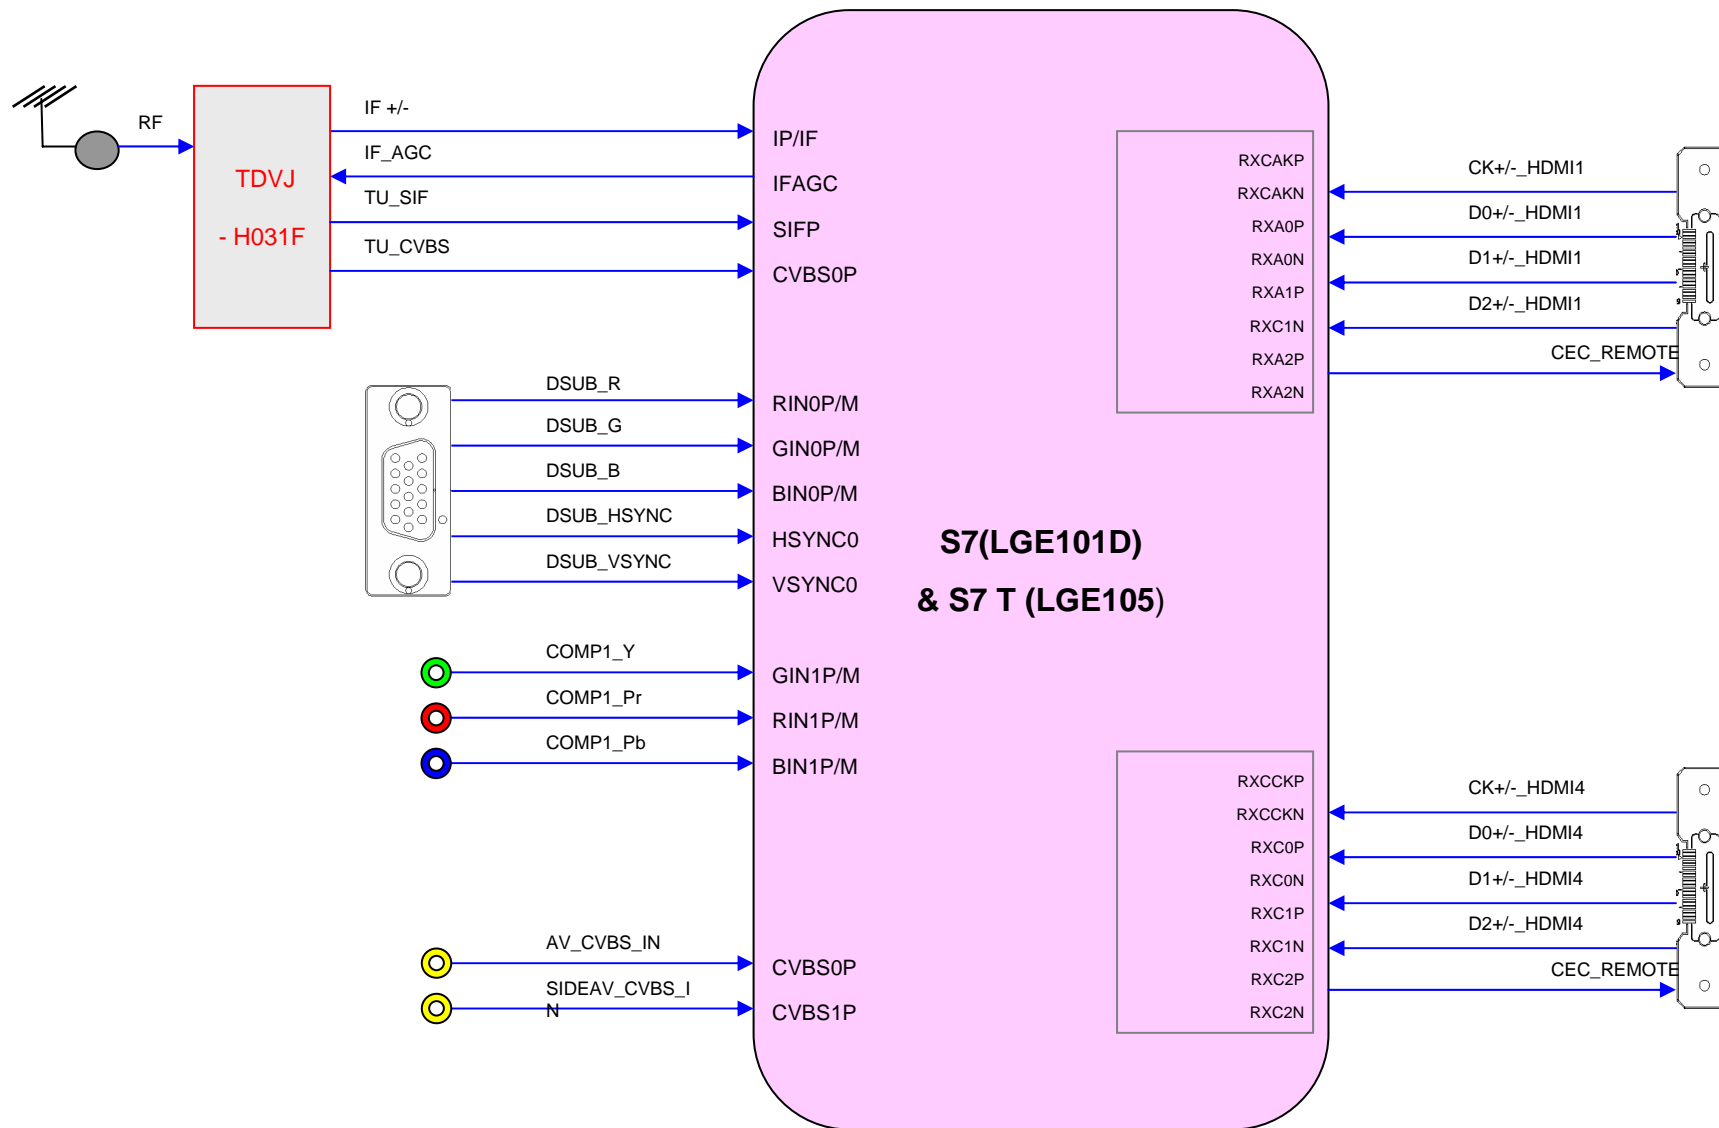 RF
TDVJ
- H031F
IF +/-
IF_AGC
TU_SIF
TU_CVBS
IP/IF
IFAGC
SIFP
CVBS0P
DSUB_R
DSUB_G
DSUB_B
DSUB_HSYNC
DSUB_VSYNC
RIN0P/M
GIN0P/M
BIN0P/M
HSYNC0
VSYNC0
COMP1_Y
COMP1_Pr
COMP1_Pb
GIN1P/M
RIN1P/M
BIN1P/M
AV_CVBS_IN
SIDEAV_CVBS_I
N
CVBS0P
CVBS1P
S7(LGE101D)
& S7 T (LGE105)
RXCAKP
RXCAKN
RXA0P
RXA0N
RXA1P
RXC1N
RXA2P
RXA2N
CK+/-_HDMI1
D0+/-_HDMI1
D1+/-_HDMI1
D2+/-_HDMI1
CEC_REMOTE
RXCCKP
RXCCKN
RXC0P
RXC0N
RXC1P
RXC1N
RXC2P
RXC2N
CK+/-_HDMI4
D0+/-_HDMI4
D1+/-_HDMI4
D2+/-_HDMI4
CEC_REMOTE